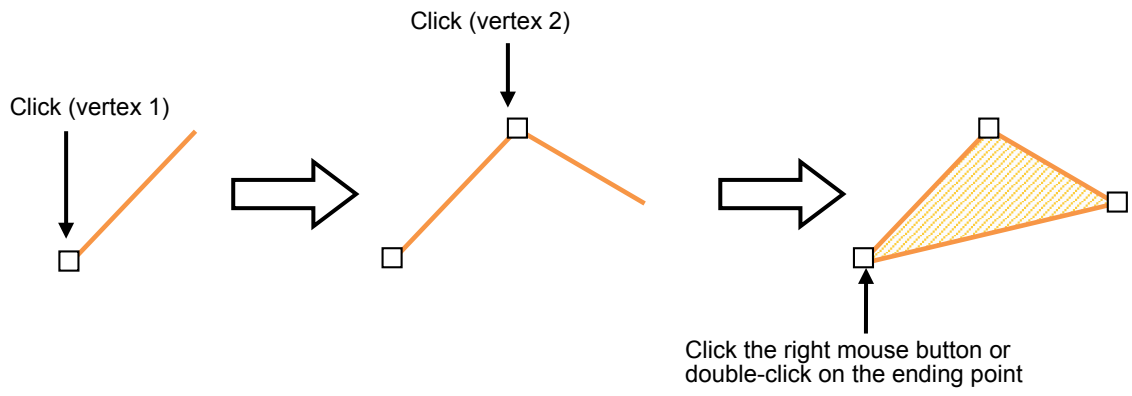 Click (vertex 1)
Click (vertex 2)
Click the right mouse button or
double-click on the ending point